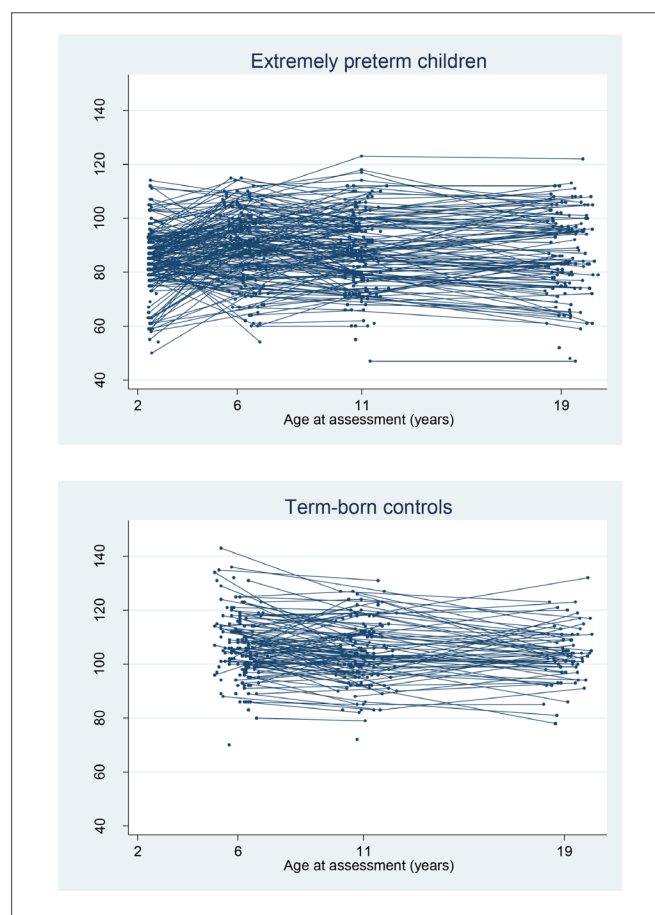 Extremely preterm children
140
120
100
80
60
40
2 6 11 19
Age at assessment (years)
Term-born controls
140
120
100
80
60
40
2 6 11 19
Age at assessment (years)